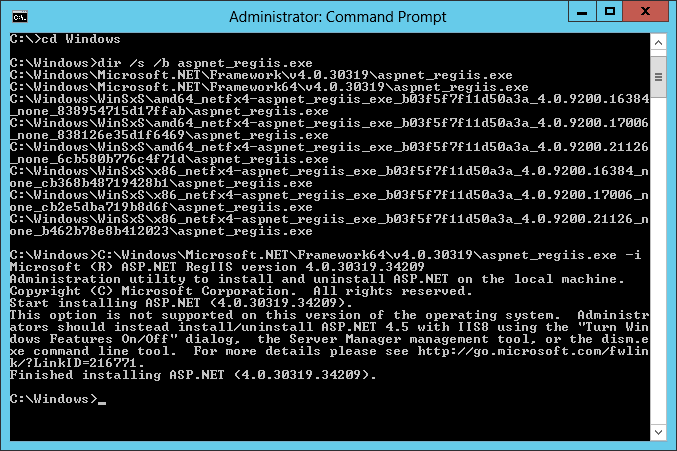 Administrator: Command Prompt
C:\>cd Windows
C:\Windows>dir /s /b aspnet_regiis.exe
C:\Windows\Microsoft.NET\Framework\v4.0.30319\aspnet_regiis.exe
C:\Windows\Microsoft.NET\Framework64\v4.0.30319\aspnet_regiis.exe
C:\Windows\WinSxS\amd64_netfx4-aspnet_regiis_exe_b03f5f7f11d50a3a_4.0.9200.16384
_none_838954715d17ffab\aspnet_regiis.exe
C:\Windows\WinSxS\amd64_netfx4-aspnet_regiis_exe_b03f5f7f11d50a3a_4.0.9200.17006
_none_838126e35d1f6469\aspnet_regiis.exe
C:\Windows\WinSxS\amd64_netfx4-aspnet_regiis_exe_b03f5f7f11d50a3a_4.0.9200.21126
_none_6cb580b776c4f71d\aspnet_regiis.exe
C:\Windows\WinSxS\x86_netfx4-aspnet_regiis_exe_b03f5f7f11d50a3a_4.0.9200.16384_n
one_cb368b48719428b1\aspnet_regiis.exe
C:\Windows\WinSxS\x86_netfx4-aspnet_regiis_exe_b03f5f7f11d50a3a_4.0.9200.17006_n
one_cb2e5dba719b8d6f\aspnet_regiis.exe
C:\Windows\WinSxS\x86_netfx4-aspnet_regiis_exe_b03f5f7f11d50a3a_4.0.9200.21126_n
one_b462b78e8b412023\aspnet_regiis.exe
C:\Windows>C:\Windows\Microsoft.NET\Framework64\v4.0.30319\aspnet_regiis.exe -i
Microsoft (R) ASP.NET RegIIS version 4.0.30319.34209
Administration utility to install and uninstall ASP.NET on the local machine.
Copyright (C) Microsoft Corporation.  All rights reserved.
Start installing ASP.NET (4.0.30319.34209).
This option is not supported on this version of the operating system.  Administr
ators should instead install/uninstall ASP.NET 4.5 with IIS8 using the "Turn Win
dows Features On/Off" dialog,  the Server Manager management tool, or the dism.e
xe command line tool.  For more details please see http://go.microsoft.com/fwlin
k/?LinkID=216771.
Finished installing ASP.NET (4.0.30319.34209).
C:\Windows>_